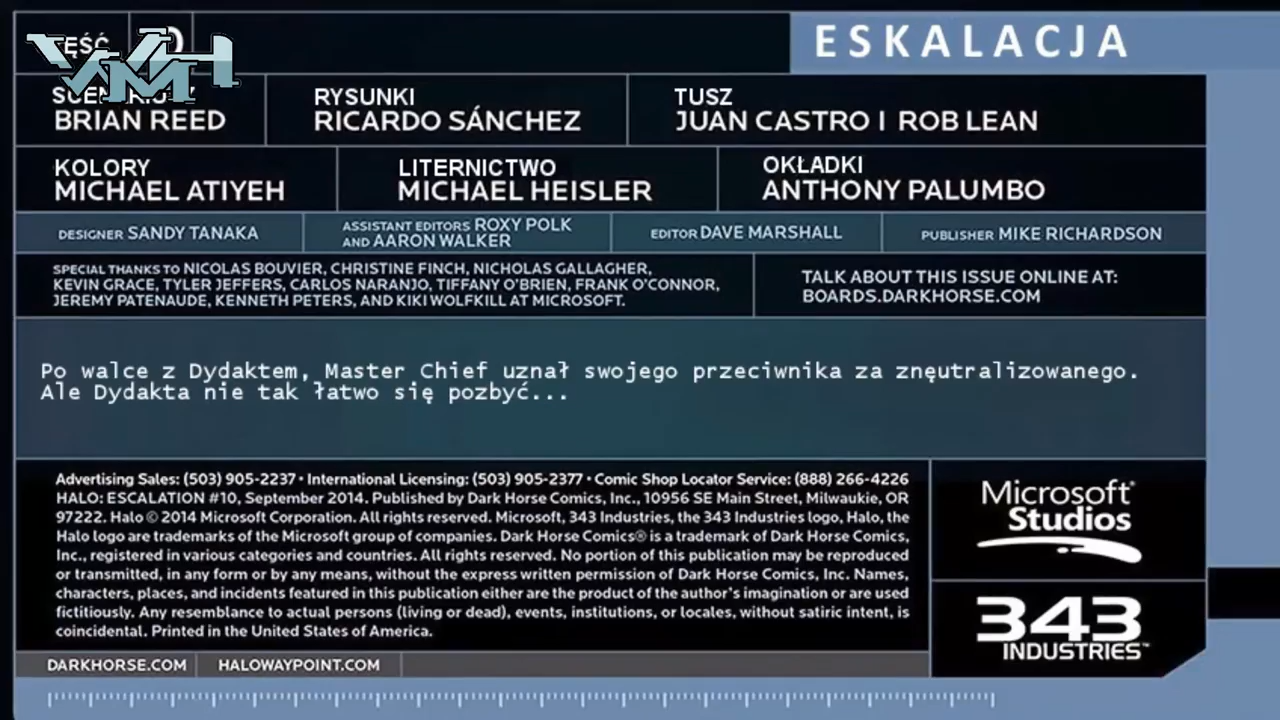 ESKALACJA
RYSUNKI
RICARDO SÁNCHEZ
TUSZ
JUAN CASTRO I ROB LEAN
BRIAN REED
KOLORY
MICHAEL ATIYEH
LITERNICTWO
MICHAEL HEISLER
OKŁADKI
ANTHONY PALUMBO
DESIGNER SANDY TANAKA
ASSISTANT EDITORS ROXY POLK
AND AARON WALKER
EDITOR DAVE MARSHALL
PUBLISHER MIKE RICHARDSON
SPECIAL THANKS TO NICOLAS BOUVIER, CHRISTINE FINCH, NICHOLAS GALLAGHER,
KEVIN GRACE, TYLER JEFFERS, CARLOS NARANJO, TIFFANY O'BRIEN, FRANK O'CONNOR,
JEREMY PATENAUDE, KENNETH PETERS, AND KIKI WOLFKILL AT MICROSOFT.
TALK ABOUT THIS ISSUE ONLINE AT:
BOARDS.DARKHORSE.COM
Po walce z Dydaktem, Master Chief uznał swojego przeciwnika za znęutralizowanego.
Ale Dydakta nie tak łatwo się pozbyć...
Advertising Sales: (503) 905-2237 • International Licensing: (503) 905-2377 • Comic Shop Locator Service: (888) 266-4226
HALO: ESCALATION #10, September 2014. Published by Dark Horse Comics, Inc., 10956 SE Main Street, Milwaukie, OR
97222. Halo © 2014 Microsoft Corporation. All rights reserved. Microsoft, 343 Industries, the 343 Industries logo, Halo, the
Halo logo are trademarks of the Microsoft group of companies. Dark Horse Comics® is a trademark of Dark Horse Comics,
Inc., registered in various categories and countries. All rights reserved. No portion of this publication may be reproduced
or transmitted, in any form or by any means, without the express written permission of Dark Horse Comics, Inc. Names,
characters, places, and incidents featured in this publication either are the product of the author's imagination or are used
fictitiously. Any resemblance to actual persons (living or dead), events, institutions, or locales, without satiric intent, is
coincidental. Printed in the United States of America.
Microsoft®
Studios
343
INDUSTRIES™
DARKHORSE.COM
HALOWAYPOINT.COM